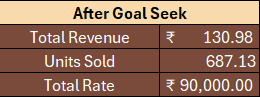 After Goal Seek
Total Revenue ₹ 130.98
Units Sold 687.13
Total Rate ₹ 90,000.00